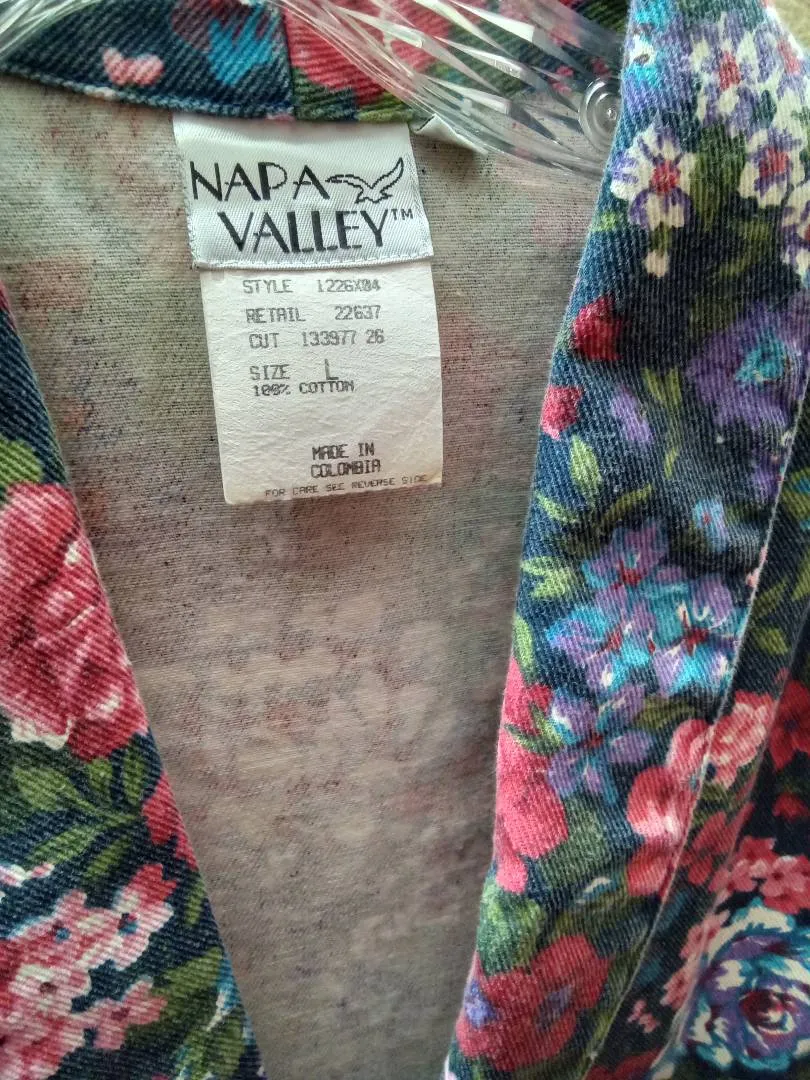 NAPA
VALLEY™
STYLE 1226X04
RETAIL 22637
CUT 133977 26
SIZE L
100% COTTON
MADE IN
COLOMBIA
FOR CARE SEE REVERSE SIDE